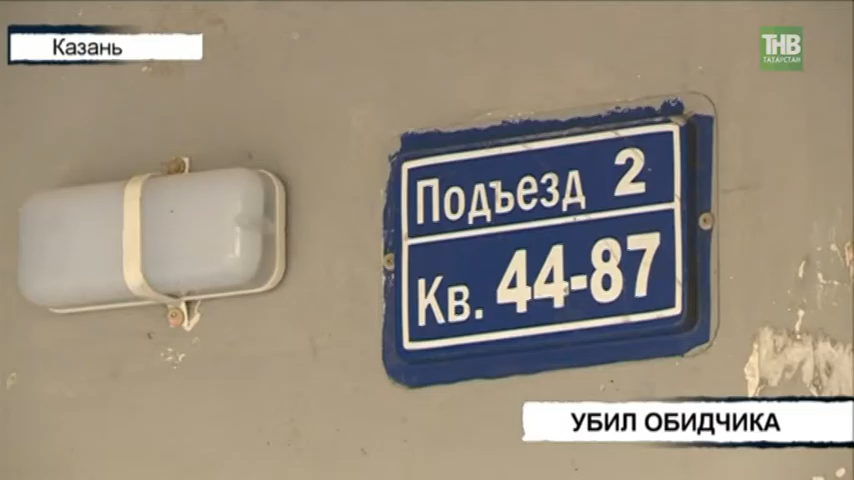 Казань
ТНВ
ТАТАРСТАН
Подъезд 2
Кв. 44-87
УБИЛ ОБИДЧИКА